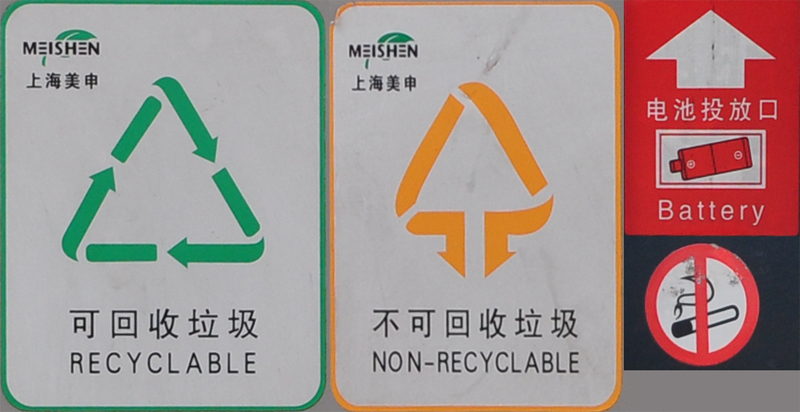 MEISHEN
上海美申
可回收垃圾
RECYCLABLE
MEISHEN
上海美申
不可回收垃圾
NON-RECYCLABLE
电池投放口
Battery